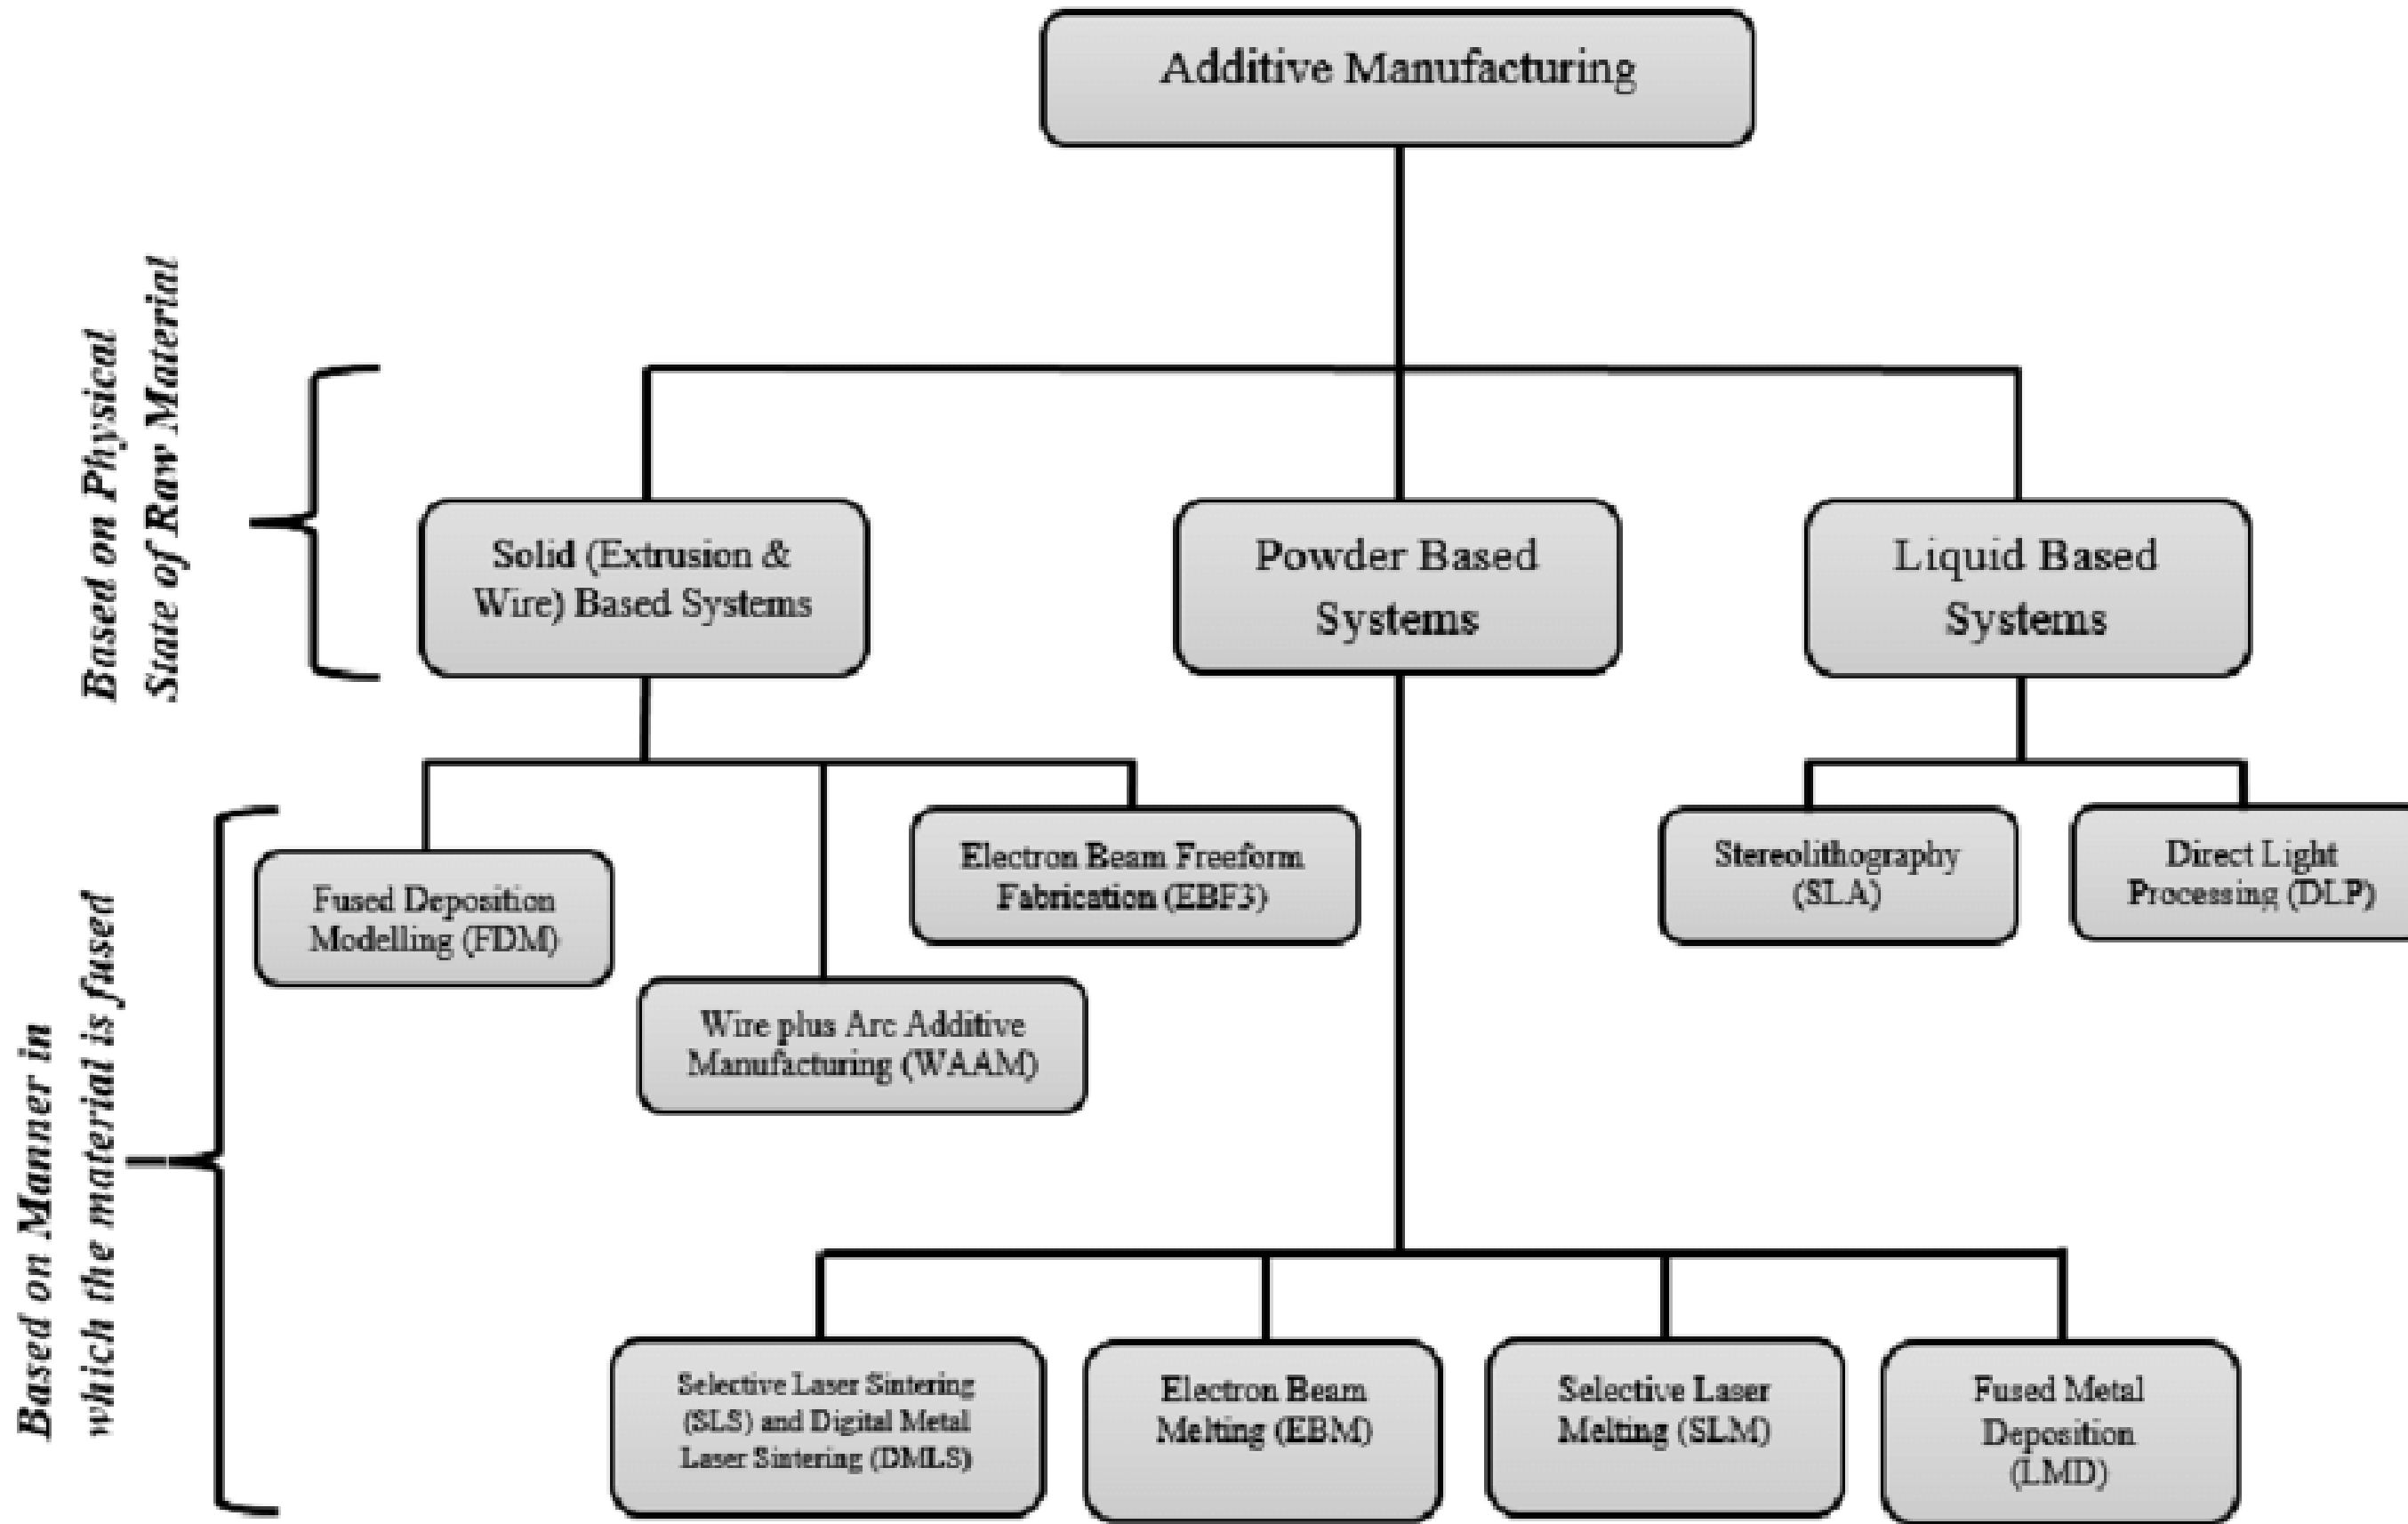 Additive Manufacturing
Based on Physical
State of Raw Material
Solid (Extrusion &
Wire) Based Systems
Powder Based
Systems
Liquid Based
Systems
Based on Manner in
which the material is fused
Fused Deposition
Modelling (FDM)
Wire plus Arc Additive
Manufacturing (WAAM)
Electron Beam Freeform
Fabrication (EBF3)
Stereolithography
(SLA)
Direct Light
Processing (DLP)
Selective Laser Sintering
(SLS) and Digital Metal
Laser Sintering (DMLS)
Electron Beam
Melting (EBM)
Selective Laser
Melting (SLM)
Fused Metal
Deposition
(LMD)